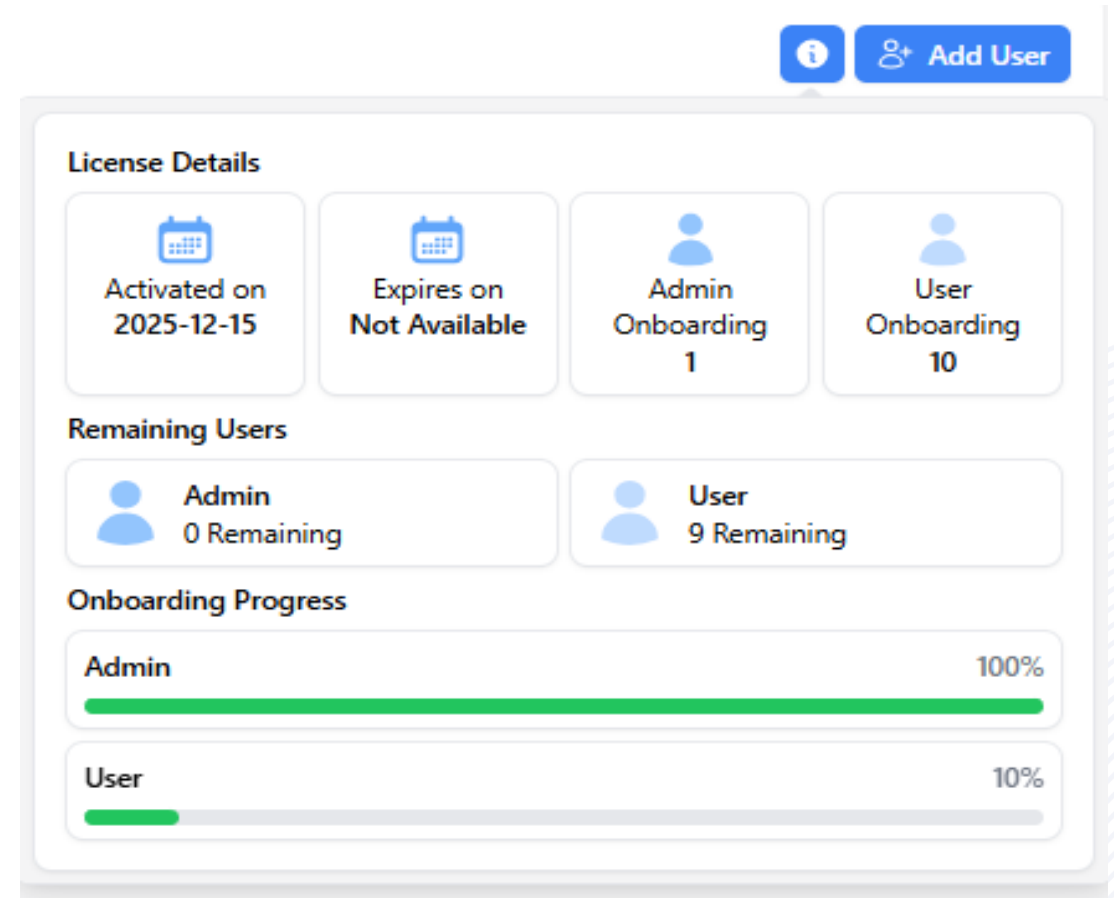 Add User
License Details
Activated on
2025-12-15
Expires on
Not Available
Admin
Onboarding
1
User
Onboarding
10
Remaining Users
Admin
0 Remaining
User
9 Remaining
Onboarding Progress
Admin 100%
User 10%